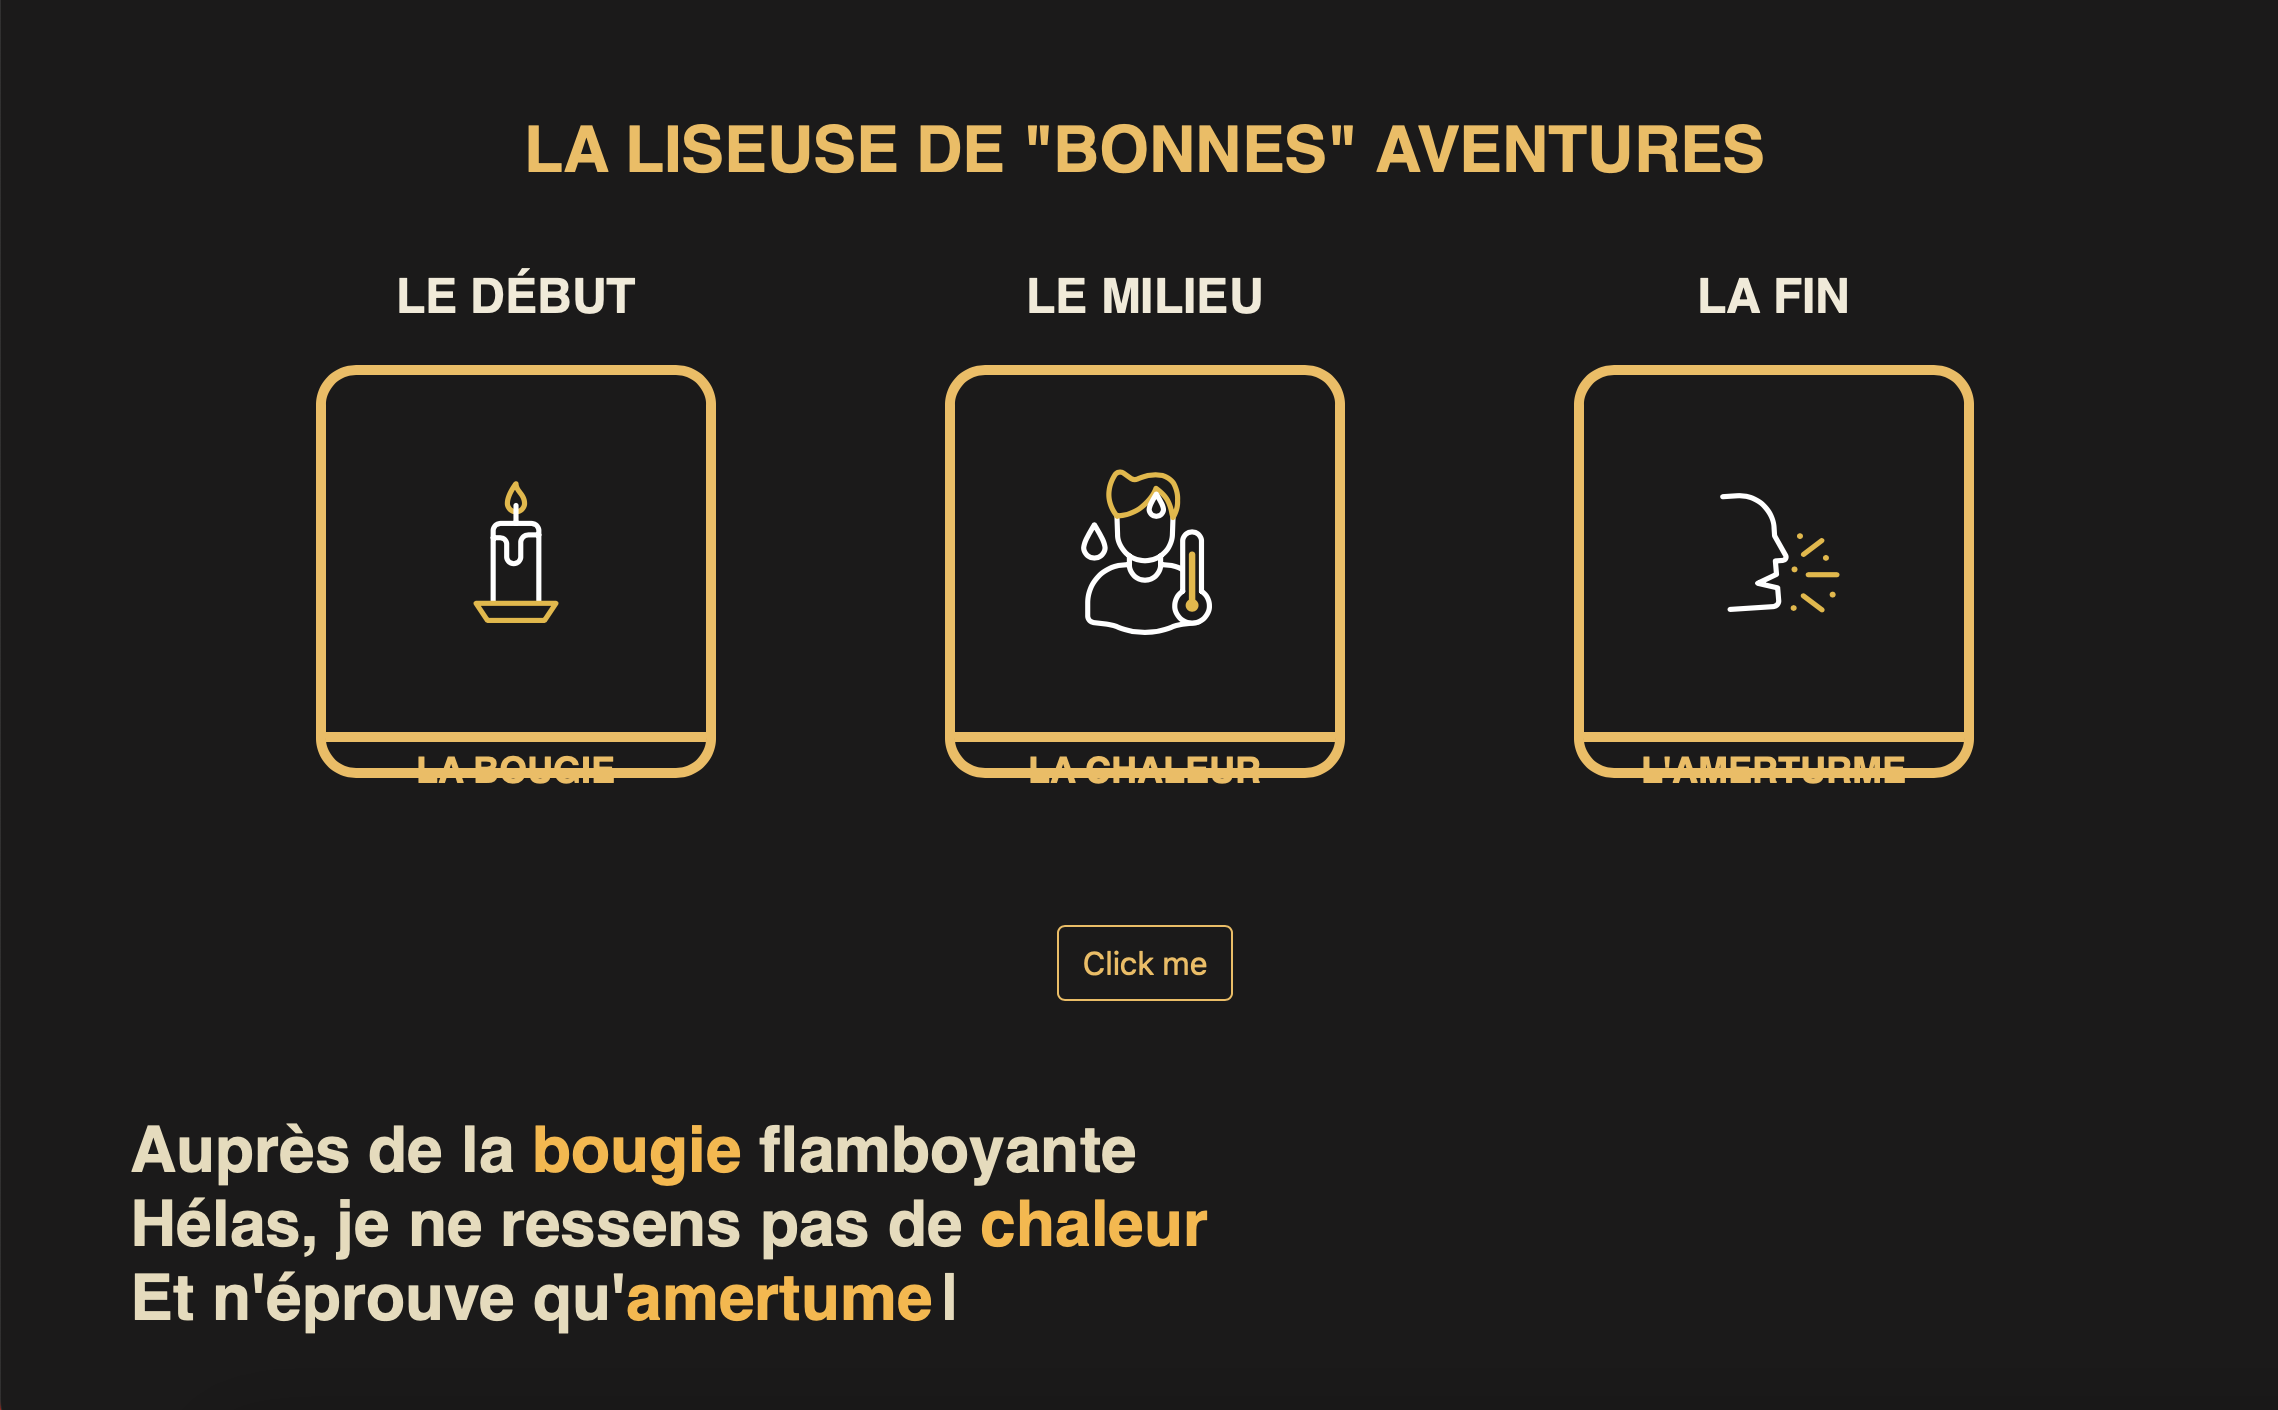 LA LISEUSE DE "BONNES" AVENTURES
LE DÉBUT
LE MILIEU
LA FIN
LA BOUGIE
LA CHALEUR
L'AMERTURME
Click me
Auprès de la bougie flamboyante
Hélas, je ne ressens pas de chaleur
Et n'éprouve qu'amertume|